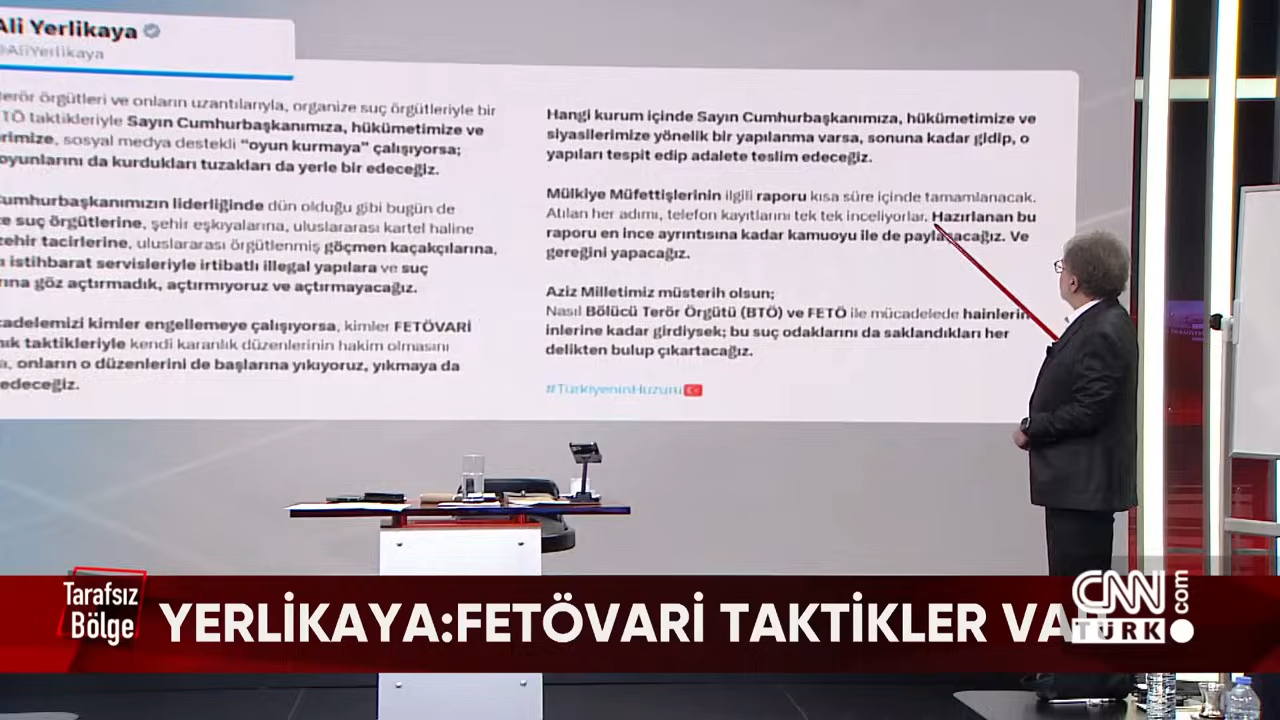 Ali Yerlikaya
@AliYerlikaya
terör örgütleri ve onların uzantılarıyla, organize suç örgütleriyle bir
TÖ taktikleriyle Sayın Cumhurbaşkanımıza, hükümetimize ve
rimize, sosyal medya destekli “oyun kurmaya” çalışıyorsa;
oyunlarını da kurdukları tuzakları da yerle bir edeceğiz.
Cumhurbaşkanımızın liderliğinde dün olduğu gibi bugün de
e suç örgütlerine, şehir eşkıyalarına, uluslararası kartel haline
zehir tacirlerine, uluslararası örgütlenmiş göçmen kaçakçılarına,
ı istihbarat servisleriyle irtibatlı illegal yapılara ve suç
rına göz açtırmadık, açtırmıyoruz ve açtırmayacağız.
cadelemizi kimler engellemeye çalışıyorsa, kimler FETÖVARİ
nık taktikleriyle kendi karanlık düzenlerinin hakim olmasını
a, onların o düzenlerini de başlarına yıkıyoruz, yıkmaya da
edeceğiz.
Hangi kurum içinde Sayın Cumhurbaşkanımıza, hükümetimize ve
siyasilerimize yönelik bir yapılanma varsa, sonuna kadar gidip, o
yapıları tespit edip adalete teslim edeceğiz.
Mülkiye Müfettişlerinin ilgili raporu kısa süre içinde tamamlanacak.
Atılan her adımı, telefon kayıtlarını tek tek inceliyorlar. Hazırlanan bu
raporu en ince ayrıntısına kadar kamuoyu ile de paylaşacağız. Ve
gereğini yapacağız.
Aziz Milletimiz müsterih olsun;
Nasıl Bölücü Terör Örgütü (BTÖ) ve FETÖ ile mücadelede hainlerin
inlerine kadar girdiysek; bu suç odaklarını da saklandıkları her
delikten bulup çıkartacağız.
#TürkiyeninHuzuru
Tarafsız
Bölge
YERLİKAYA:FETÖVARİ TAKTİKLER VA
CNN
TÜRK
.com